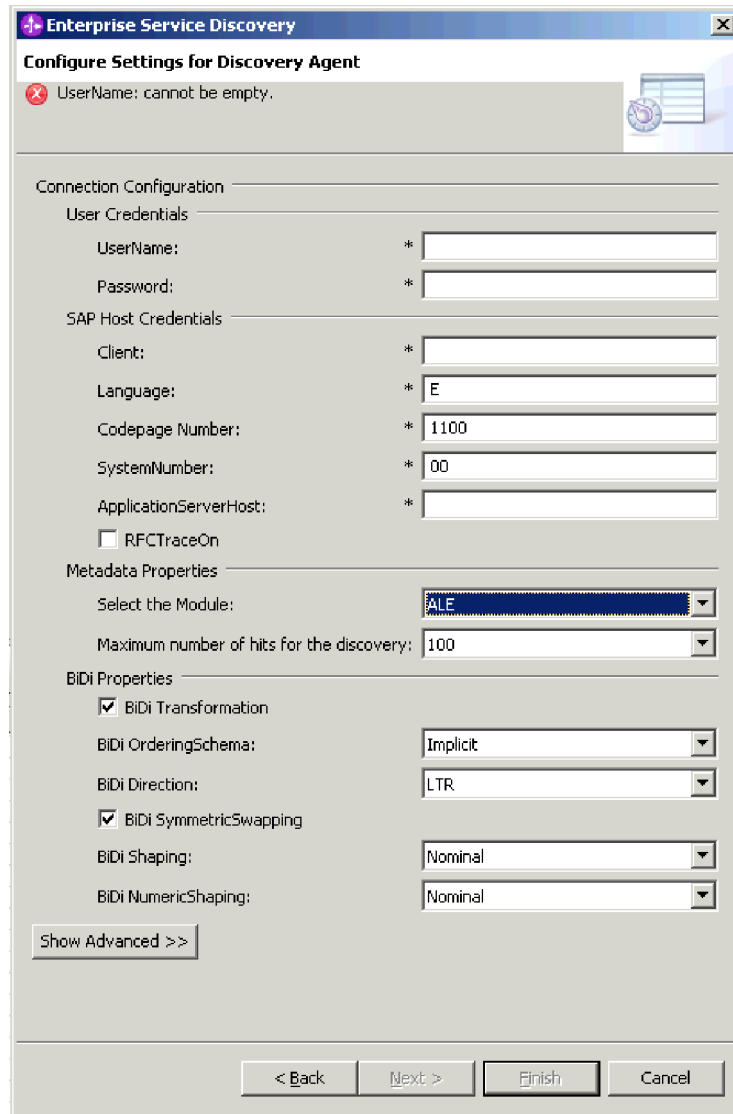 Enterprise Service Discovery
Configure Settings for Discovery Agent
UserName: cannot be empty.
Connection Configuration
User Credentials
UserName: *
Password: *
SAP Host Credentials
Client: *
Language: * E
Codepage Number: * 1100
SystemNumber: * 00
ApplicationServerHost: *
RFCTraceOn
Metadata Properties
Select the Module: ALE
Maximum number of hits for the discovery: 100
BiDi Properties
BiDi Transformation
BiDi OrderingSchema: Implicit
BiDi Direction: LTR
BiDi SymmetricSwapping
BiDi Shaping: Nominal
BiDi NumericShaping: Nominal
Show Advanced >>
< Back Next > Finish Cancel